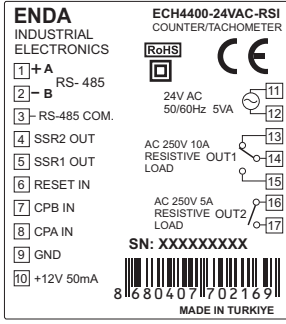 ENDA
INDUSTRIAL
ELECTRONICS
1 + A
RS- 485
2 - B
3 - RS-485 COM.
4 SSR2 OUT
5 SSR1 OUT
6 RESET IN
7 CPB IN
8 CPA IN
9 GND
10 +12V 50mA
ECH4400-24VAC-RSI
COUNTER/TACHOMETER
RoHS
CE
24V AC
50/60Hz 5VA
11
12
AC 250V 10A
RESISTIVE OUT1
LOAD
13
14
15
AC 250V 5A
RESISTIVE OUT2
LOAD
16
17
SN: XXXXXXXXX
8 680407 702169
MADE IN TURKIYE